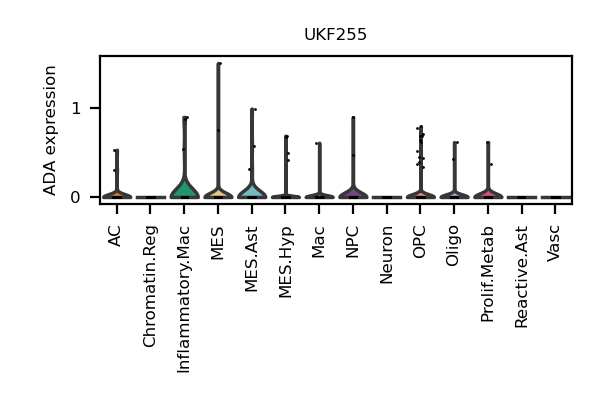 UKF255
ADA expression
1
0
AC
Chromatin.Reg
Inflammatory.Mac
MES
MES.Ast
MES.Hyp
Mac
NPC
Neuron
OPC
Oligo
Prolif.Metab
Reactive.Ast
Vasc